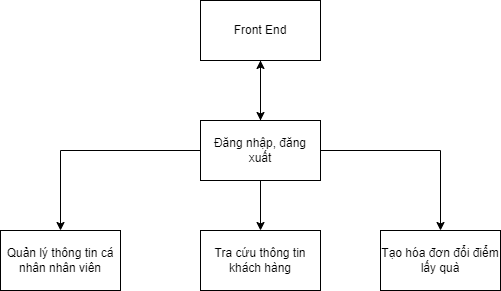 Front End
Đăng nhập, đăng
xuất
Quản lý thông tin cá
nhân nhân viên
Tra cứu thông tin
khách hàng
Tạo hóa đơn đổi điểm
lấy quà